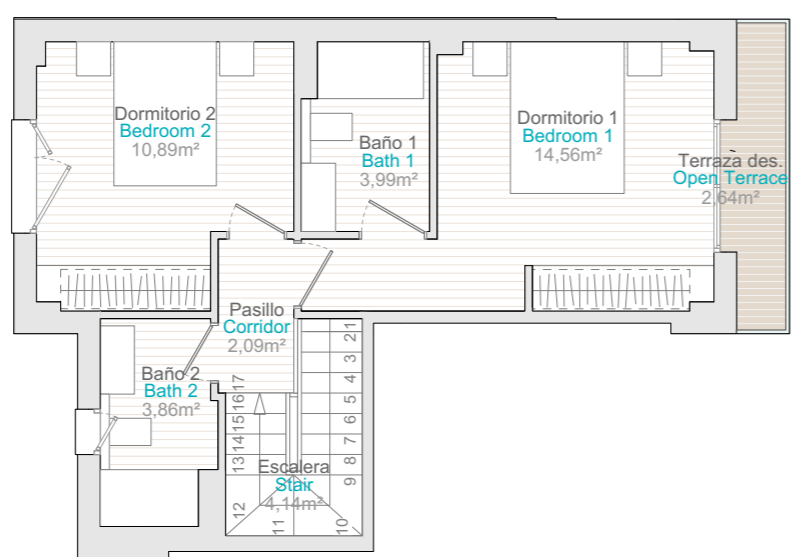 Dormitorio 2
Bedroom 2
10,89m²
Baño 1
Bath 1
3,99m²
Dormitorio 1
Bedroom 1
14,56m²
Terraza des.
Open Terrace
2,64m²
Pasillo
Corridor
2,09m²
Baño 2
Bath 2
3,86m²
Escalera
Stair
4,14m²
1
2
3
4
5
6
7
8
9
10
11
12
13
14
15
16
17